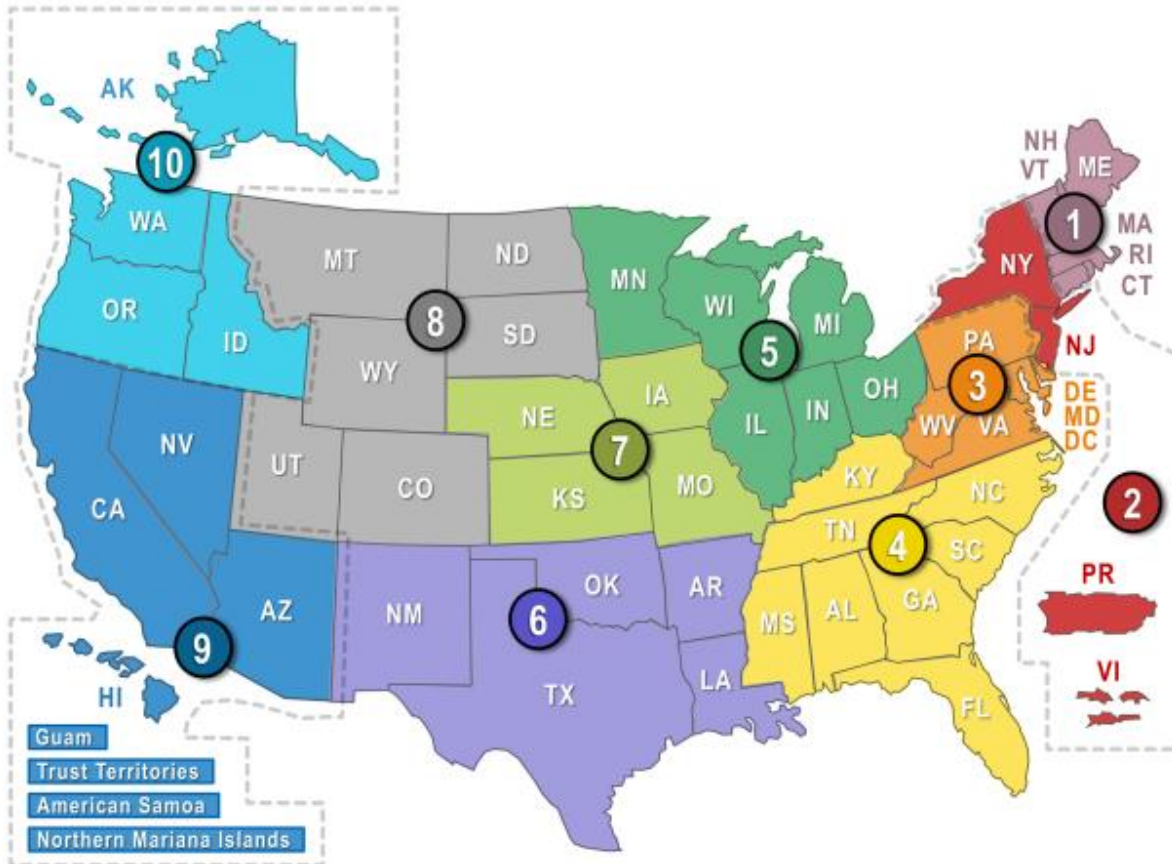 AK
10
NH
VT
ME
WA
1
MA
MT
ND
NY
RI
MN
CT
OR
WI
8
MI
ID
SD
5
PA
NJ
WY
3
IA
OH
DE
NE
WV
VA
MD
NV
IL
IN
DC
7
UT
KY
CO
KS
MO
NC
CA
2
TN
4
SC
PR
OK
AR
AZ
NM
GA
6
MS
AL
9
VI
LA
HI
TX
FL
Guam
Trust Territories
American Samoa
Northern Mariana Islands